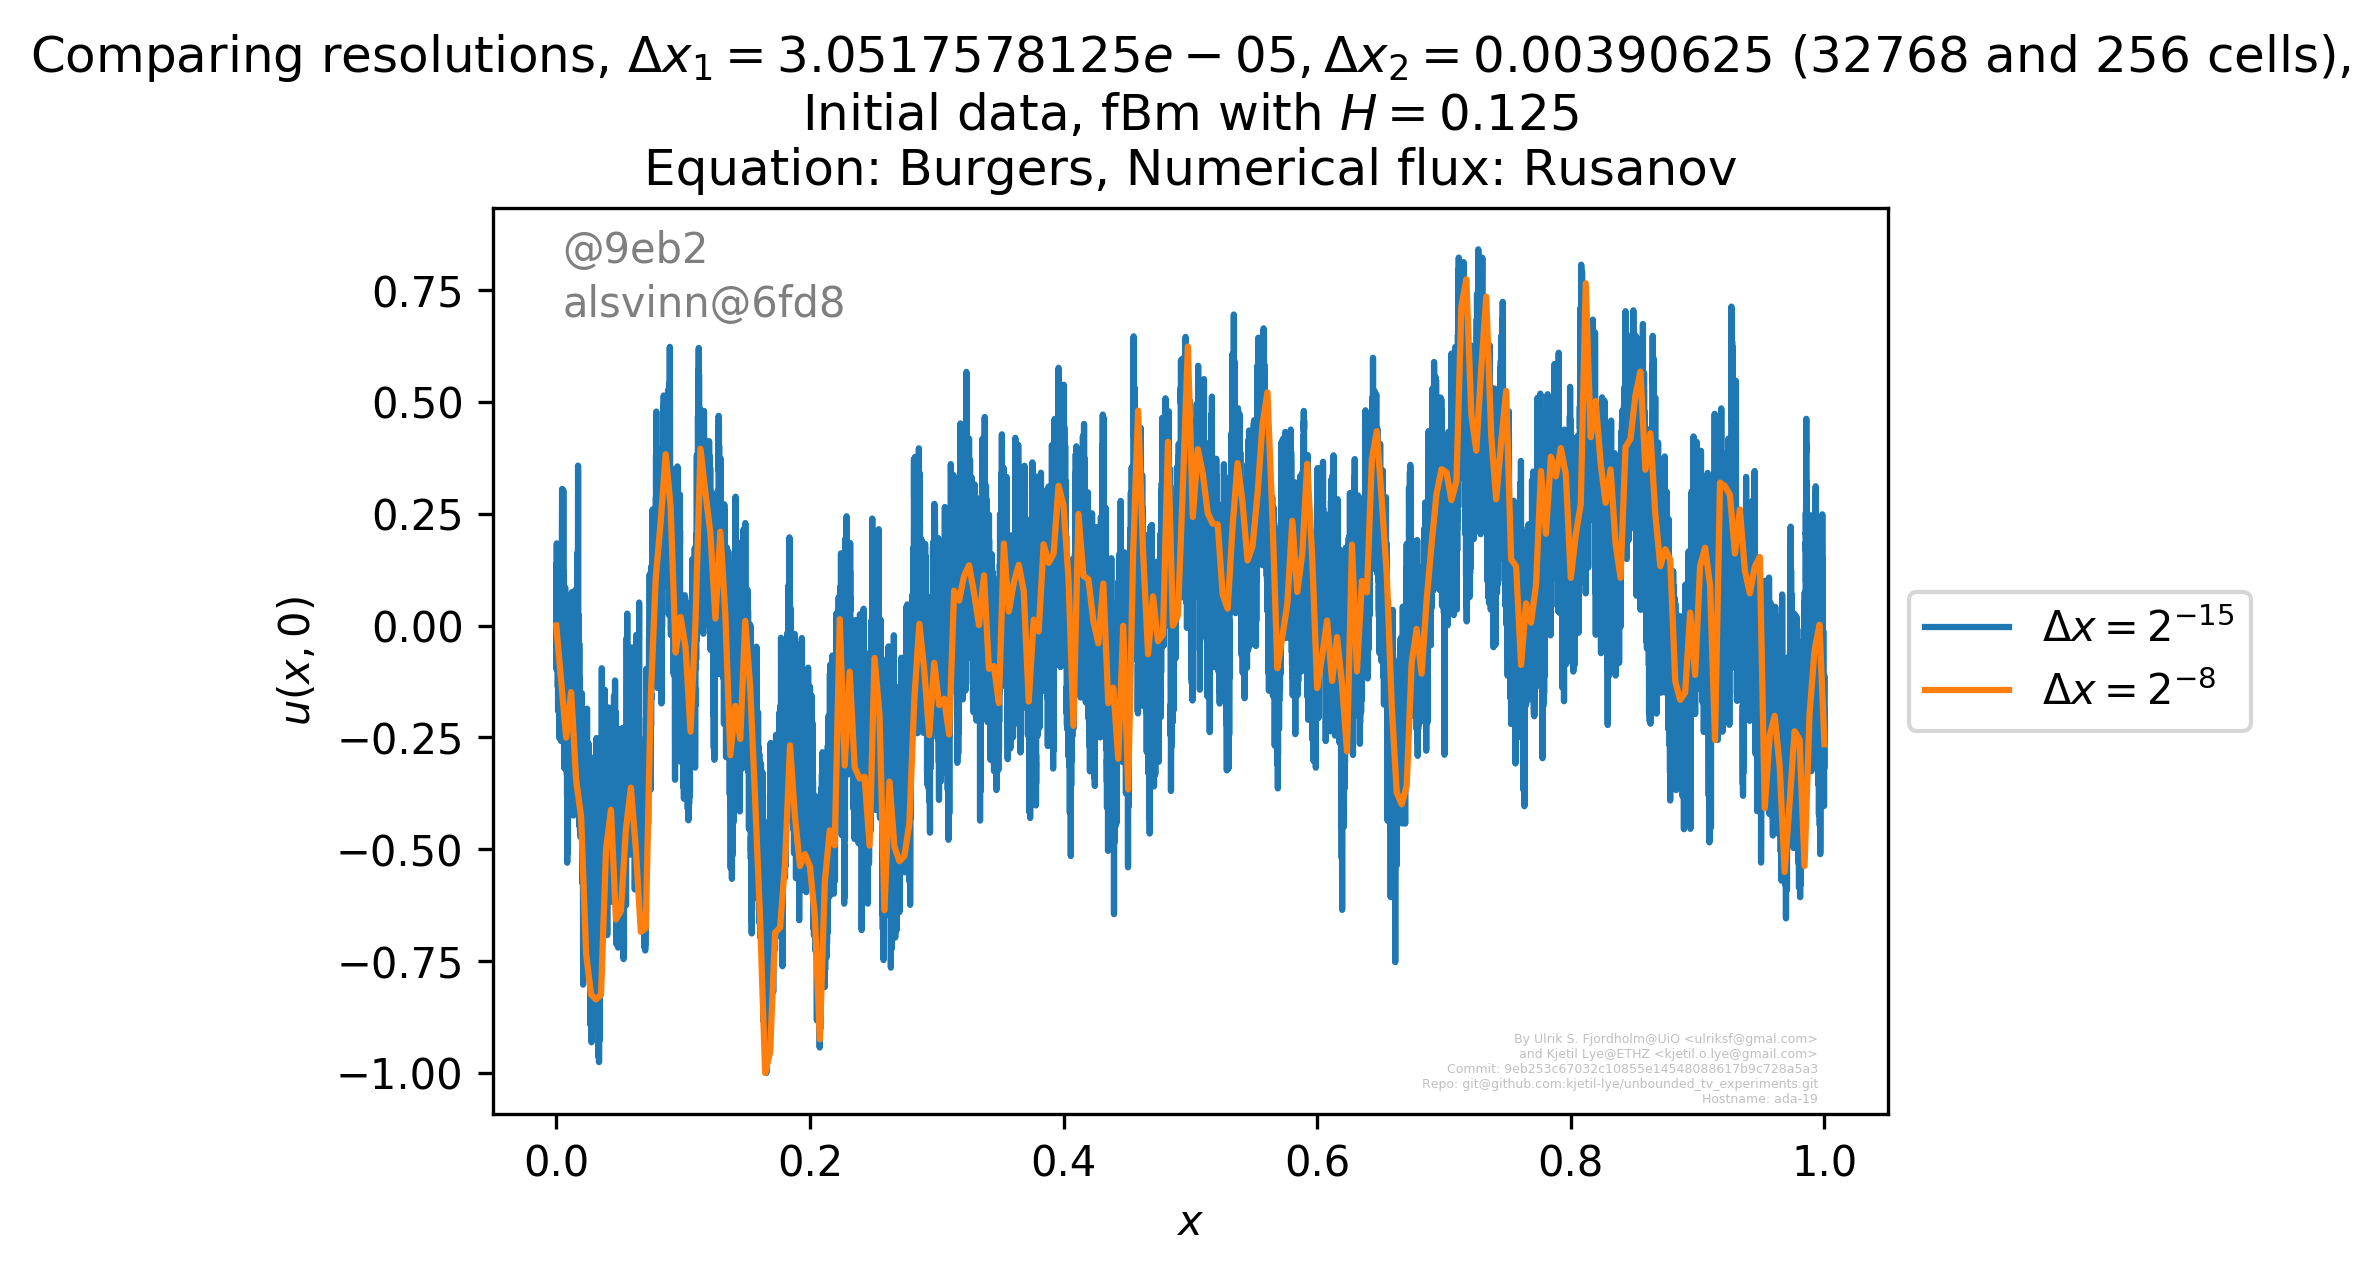 Comparing resolutions, Δx₁ = 3.0517578125e − 05, Δx₂ = 0.00390625 (32768 and 256 cells),
Initial data, fBm with H = 0.125
Equation: Burgers, Numerical flux: Rusanov
@9eb2
alsvinn@6fd8
0.75
0.50
0.25
0.00
−0.25
−0.50
−0.75
−1.00
u(x, 0)
Δx = 2⁻¹⁵
Δx = 2⁻⁸
By Ulrik S. Fjordholm@UiO <ulriksf@gmal.com>
and Kjetil Lye@ETHZ <kjetil.o.lye@gmail.com>
Commit: 9eb253c67032c10855e14548088617b9c728a5a3
Repo: git@github.com:kjetil-lye/unbounded_tv_experiments.git
Hostname: ada-19
0.0 0.2 0.4 0.6 0.8 1.0
x